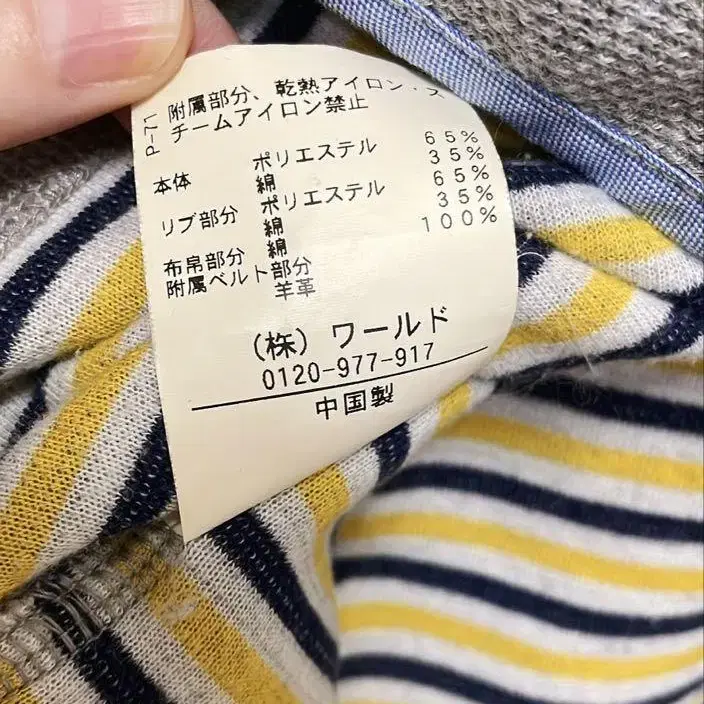 P-71
附属部分、乾熱アイロン・ス
チームアイロン禁止
本体 ポリエステル 65%
綿 35%
リブ部分 ポリエステル 65%
綿 35%
布帛部分 綿 100%
附属ベルト部分
羊革
(株) ワールド
0120-977-917
中国製